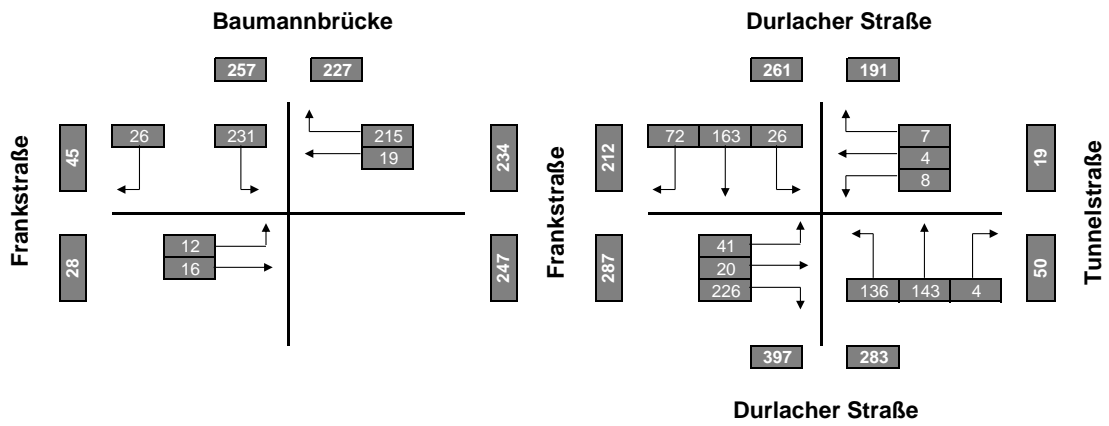 Baumannbrücke
257 227
Frankstraße
45
26
231
215
19
234
28
12
16
247
Durlacher Straße
261 191
Frankstraße
212
72 163 26
7
4
8
19
Tunnelstraße
287
41
20
226
136 143 4
50
397 283
Durlacher Straße